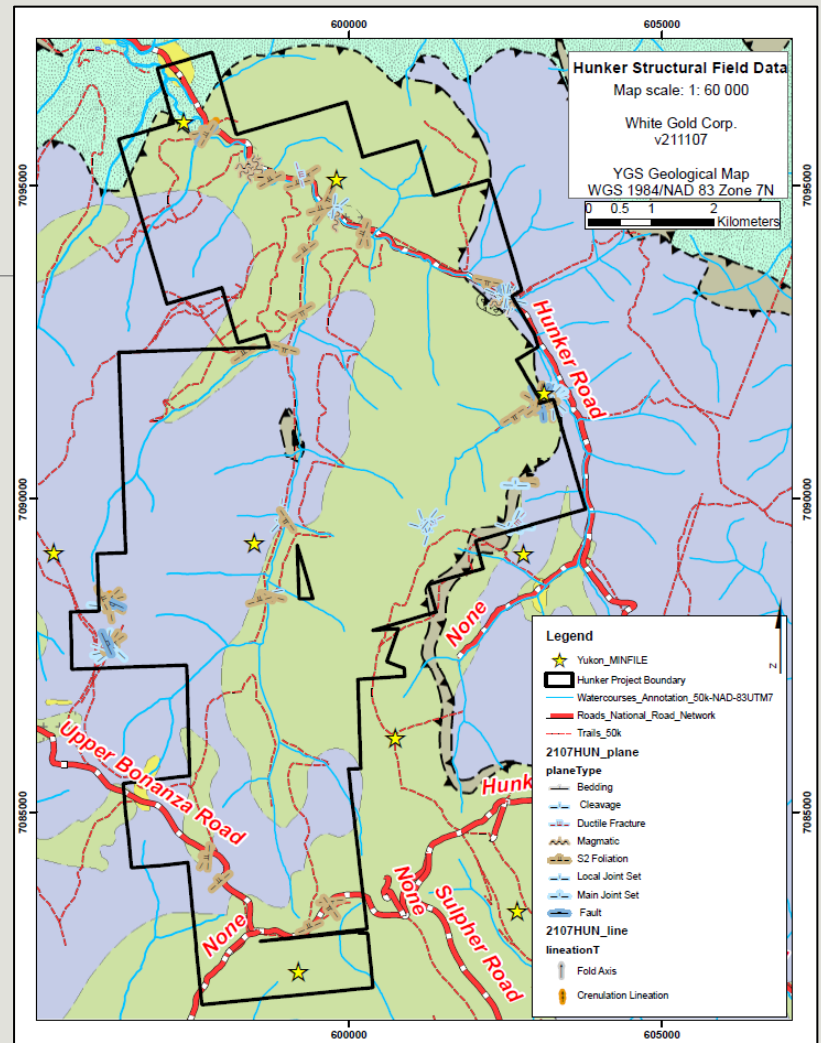 600000
605000
Hunker Structural Field Data
Map scale: 1: 60 000
White Gold Corp.
v211107
YGS Geological Map
WGS 1984/NAD 83 Zone 7N
0 0.5 1 2
Kilometers
7095000
7095000
Hunker Road
7090000
7090000
None
Legend
Yukon_MINFILE
Hunker Project Boundary
Watercourses_Annotation_50k-NAD-83UTM7
Roads_National_Road_Network
Trails_50k
2107HUN_plane
planeType
Bedding
Cleavage
Ductile Fracture
Magmatic
S2 Foliation
Local Joint Set
Main Joint Set
Fault
2107HUN_line
lineationT
Fold Axis
Crenulation Lineation
N
Upper Bonanza Road
Hunk
7085000
7085000
None
None
Sulpher Road
600000
605000